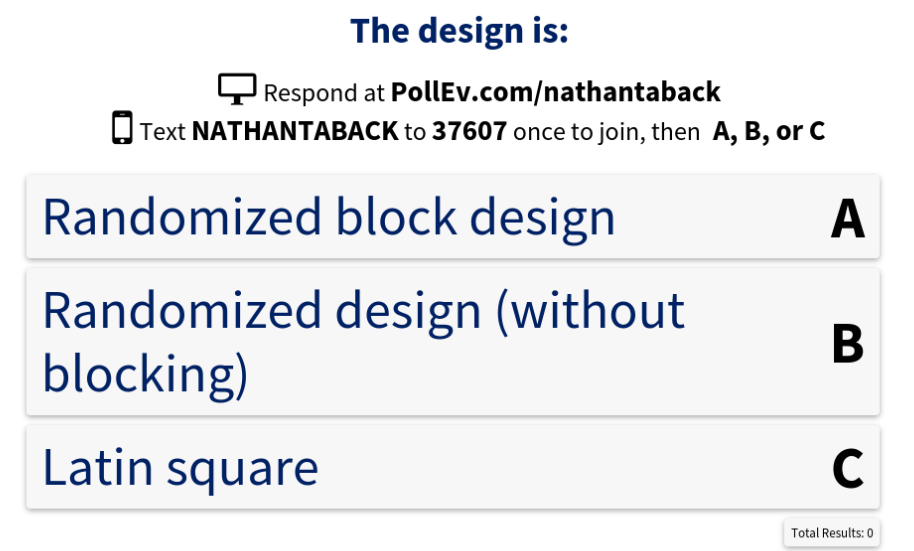 The design is:
Respond at PollEv.com/nathantaback
Text NATHANTABACK to 37607 once to join, then A, B, or C
Randomized block design A
Randomized design (without
blocking) B
Latin square C
Total Results: 0